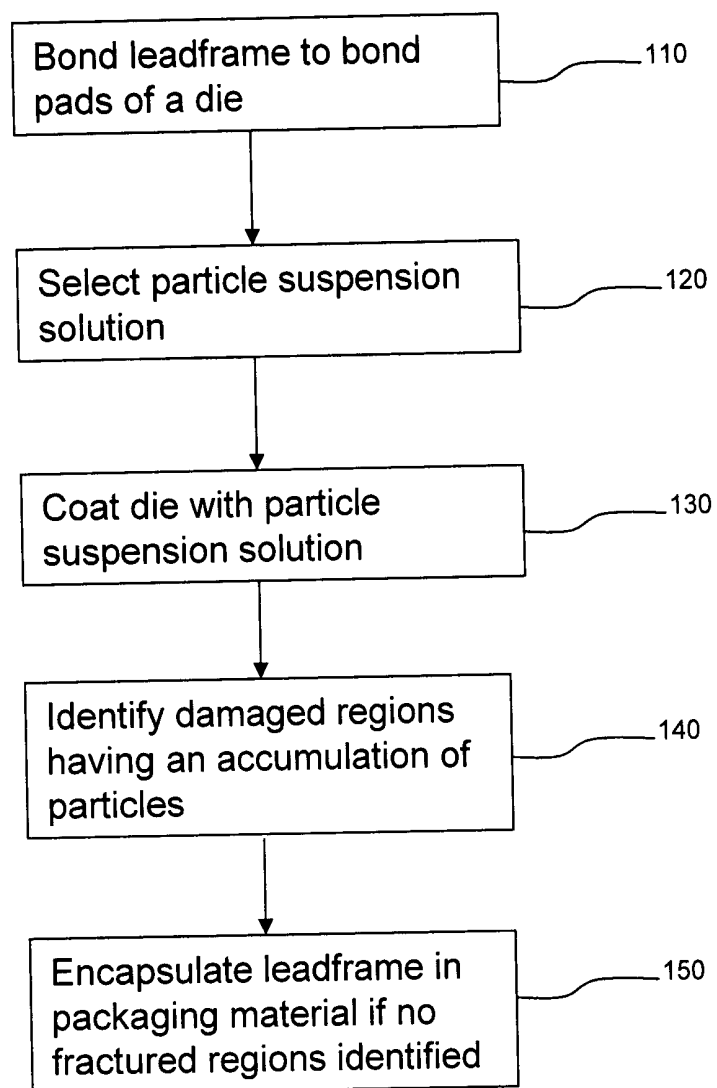 Bond leadframe to bond
pads of a die
110
Select particle suspension
solution
120
Coat die with particle
suspension solution
130
Identify damaged regions
having an accumulation of
particles
140
Encapsulate leadframe in
packaging material if no
fractured regions identified
150